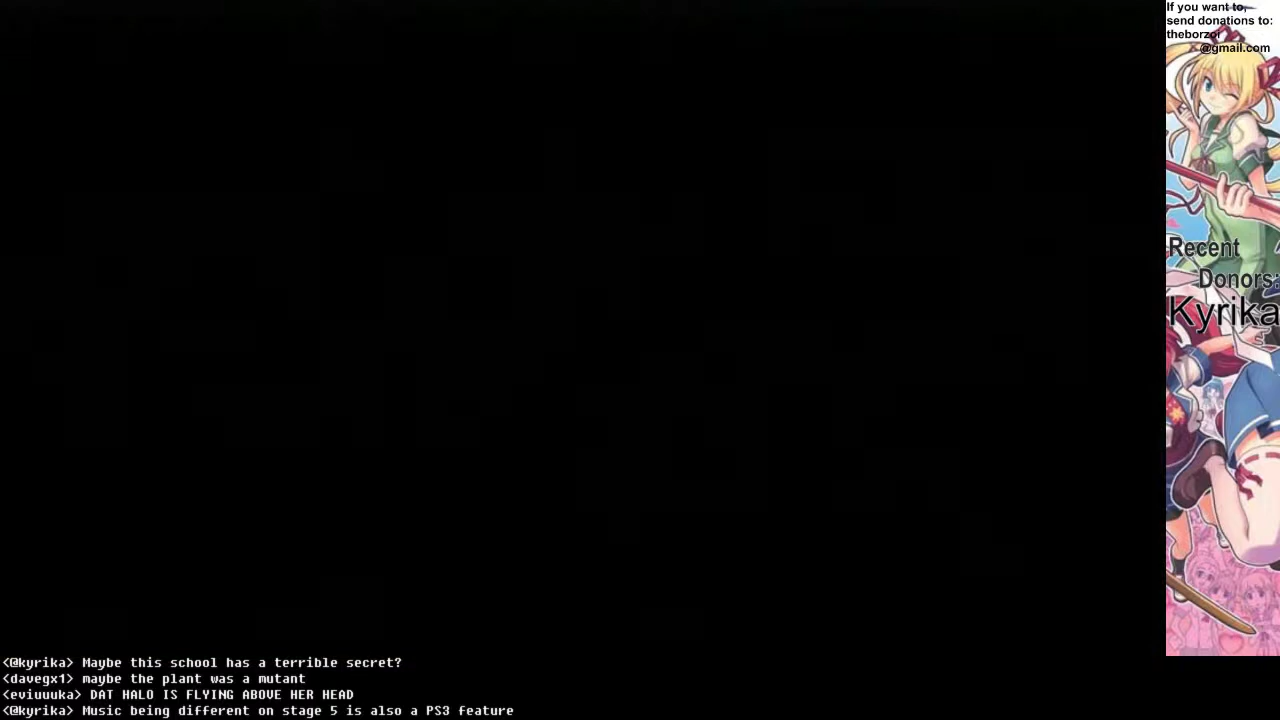 If you want to,
send donations to:
theborzoi
@gmail.com
Recent
Donors:
Kyrika
<@kyrika> Maybe this school has a terrible secret?
<davegx1> maybe the plant was a mutant
<eviuuuka> DAT HALO IS FLYING ABOVE HER HEAD
<@kyrika> Music being different on stage 5 is also a PS3 feature